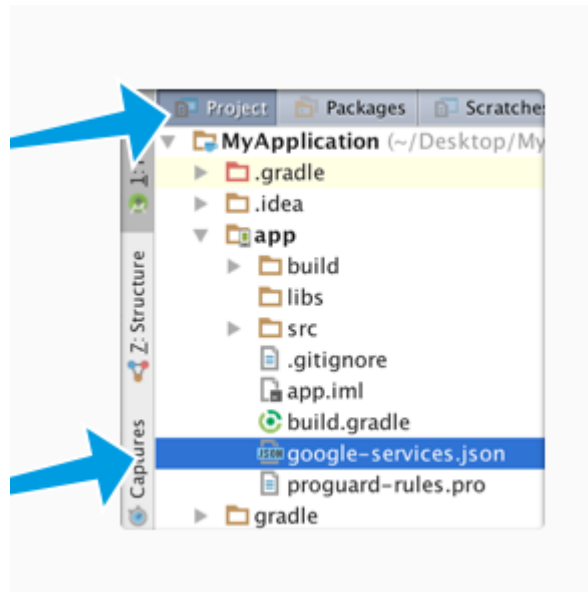 Project Packages Scratche
MyApplication (~/Desktop/My
.gradle
.idea
app
build
libs
src
.gitignore
app.iml
build.gradle
JSON google-services.json
proguard-rules.pro
gradle
1:
Z: Structure
Captures